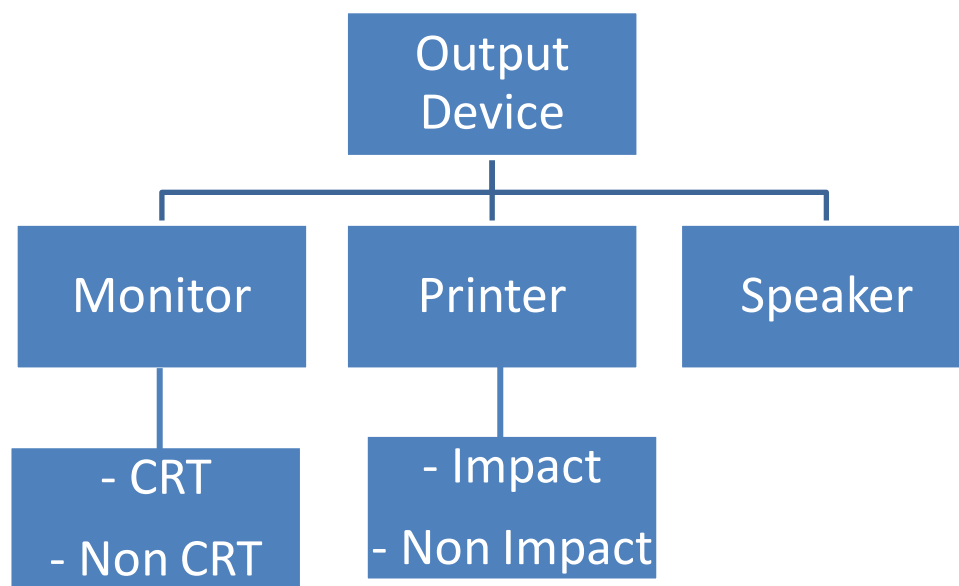 Output
Device
Monitor
Printer
Speaker
- CRT
- Non CRT
- Impact
- Non Impact